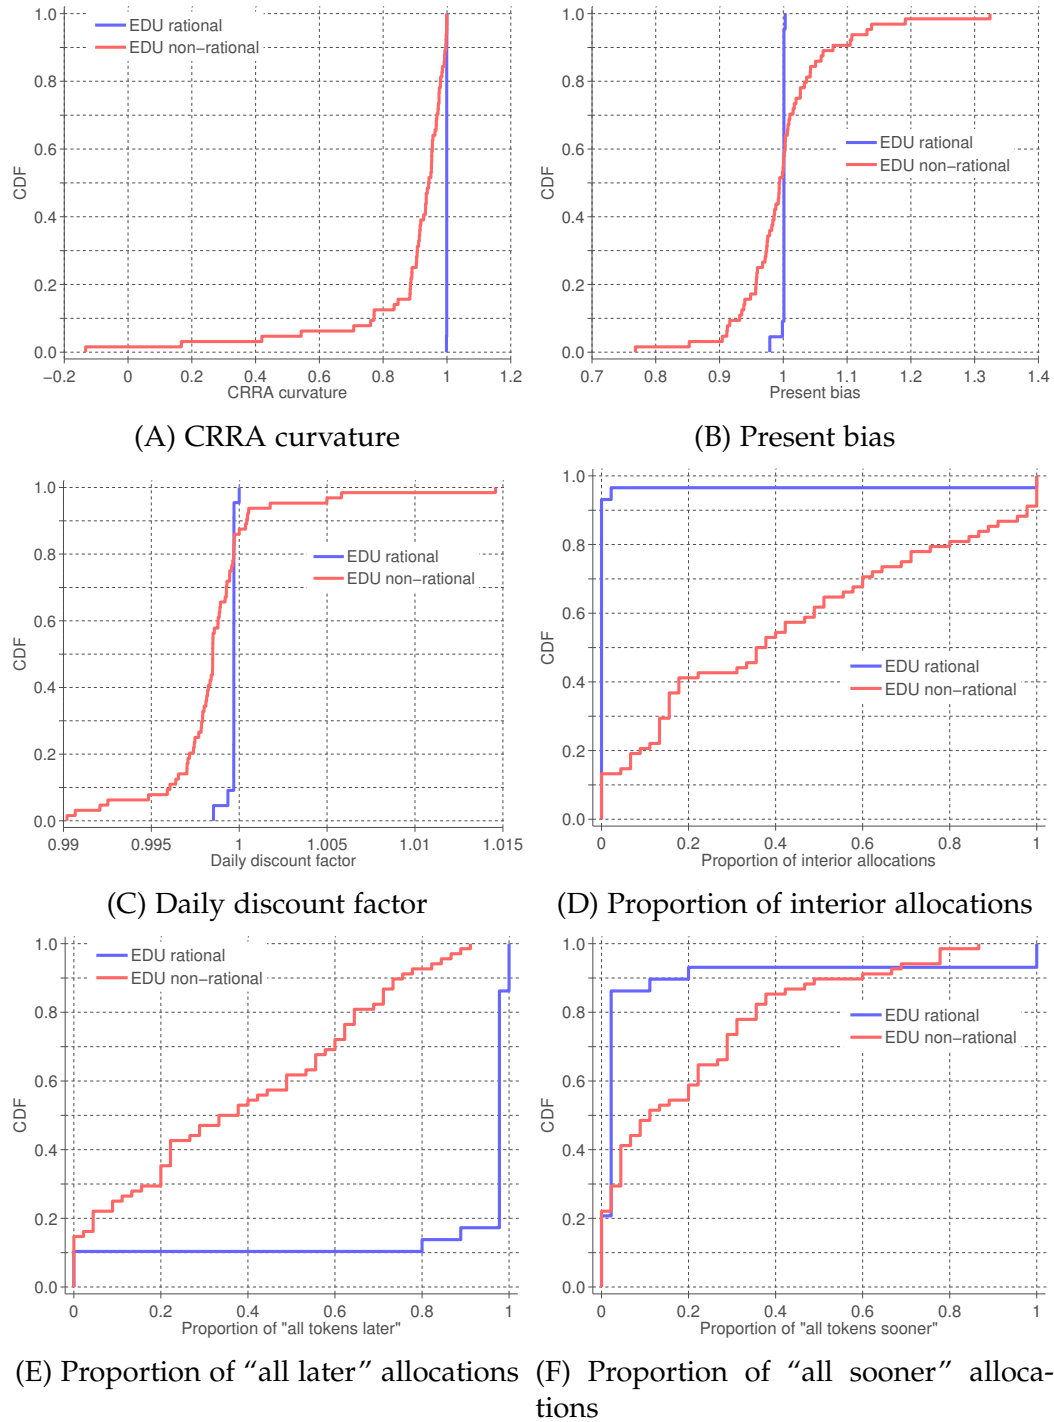 EDU rational
EDU non−rational
CDF
1.0
0.8
0.6
0.4
0.2
0.0
−0.2 0 0.2 0.4 0.6 0.8 1 1.2
CRRA curvature
(A) CRRA curvature
EDU rational
EDU non−rational
CDF
1.0
0.8
0.6
0.4
0.2
0.0
0.7 0.8 0.9 1 1.1 1.2 1.3 1.4
Present bias
(B) Present bias
EDU rational
EDU non−rational
CDF
1.0
0.8
0.6
0.4
0.2
0.0
0.99 0.995 1 1.005 1.01 1.015
Daily discount factor
(C) Daily discount factor
EDU rational
EDU non−rational
CDF
1.0
0.8
0.6
0.4
0.2
0.0
0 0.2 0.4 0.6 0.8 1
Proportion of interior allocations
(D) Proportion of interior allocations
EDU rational
EDU non−rational
CDF
1.0
0.8
0.6
0.4
0.2
0.0
0 0.2 0.4 0.6 0.8 1
Proportion of "all tokens later"
(E) Proportion of “all later” allocations
EDU rational
EDU non−rational
CDF
1.0
0.8
0.6
0.4
0.2
0.0
0 0.2 0.4 0.6 0.8 1
Proportion of "all tokens sooner"
(F) Proportion of “all sooner” alloca-
tions